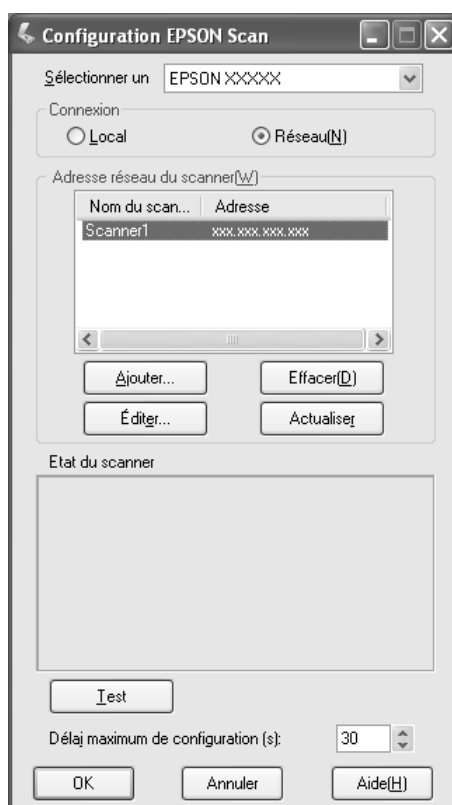 Configuration EPSON Scan
Sélectionner un EPSON XXXXX
Connexion
Local Réseau(N)
Adresse réseau du scanner(W)
Nom du scan... Adresse
Scanner1 xxx.xxx.xxx.xxx
Ajouter... Effacer(D)
Éditer... Actualiser
Etat du scanner
Test
Délai maximum de configuration (s): 30
OK Annuler Aide(H)